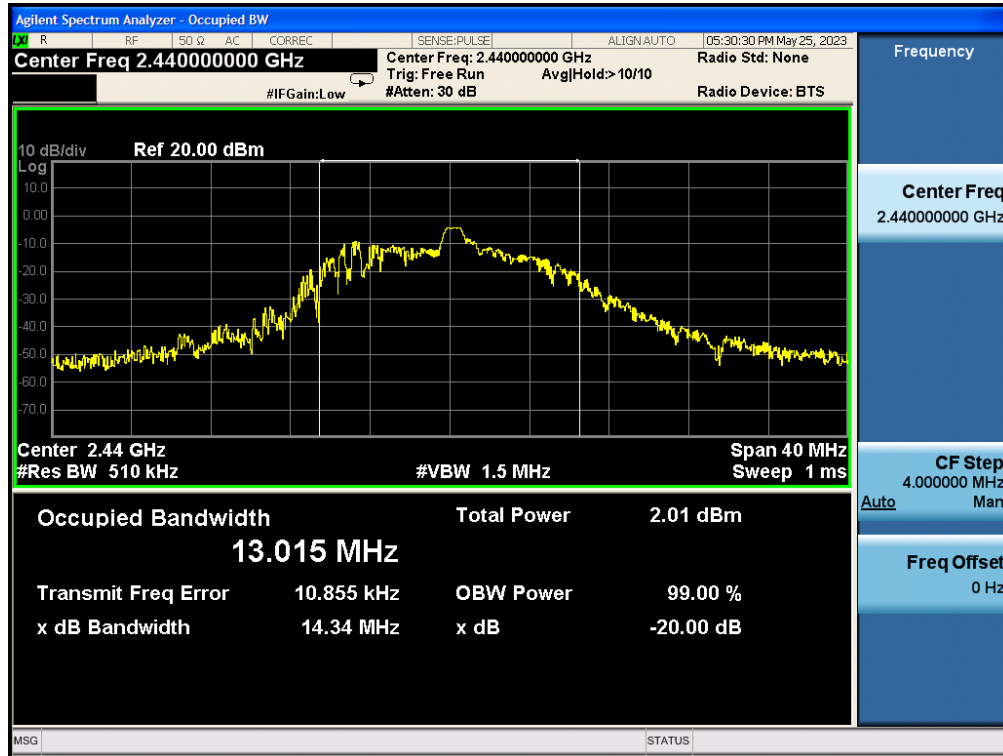 Agilent Spectrum Analyzer - Occupied BW
LXI R RF 50 Ω AC CORREC SENSE:PULSE ALIGN AUTO 05:30:30 PM May 25, 2023
Center Freq 2.440000000 GHz
Center Freq: 2.440000000 GHz Radio Std: None
Trig: Free Run Avg|Hold:>10/10
#IFGain:Low #Atten: 30 dB Radio Device: BTS
10 dB/div Ref 20.00 dBm
Log
10.0
0.00
-10.0
-20.0
-30.0
-40.0
-50.0
-60.0
-70.0
Center 2.44 GHz Span 40 MHz
#Res BW 510 kHz #VBW 1.5 MHz Sweep 1 ms
Occupied Bandwidth Total Power 2.01 dBm
13.015 MHz
Transmit Freq Error 10.855 kHz OBW Power 99.00 %
x dB Bandwidth 14.34 MHz x dB -20.00 dB
MSG STATUS
Frequency
Center Freq
2.440000000 GHz
CF Step
4.000000 MHz
Auto Man
Freq Offset
0 Hz